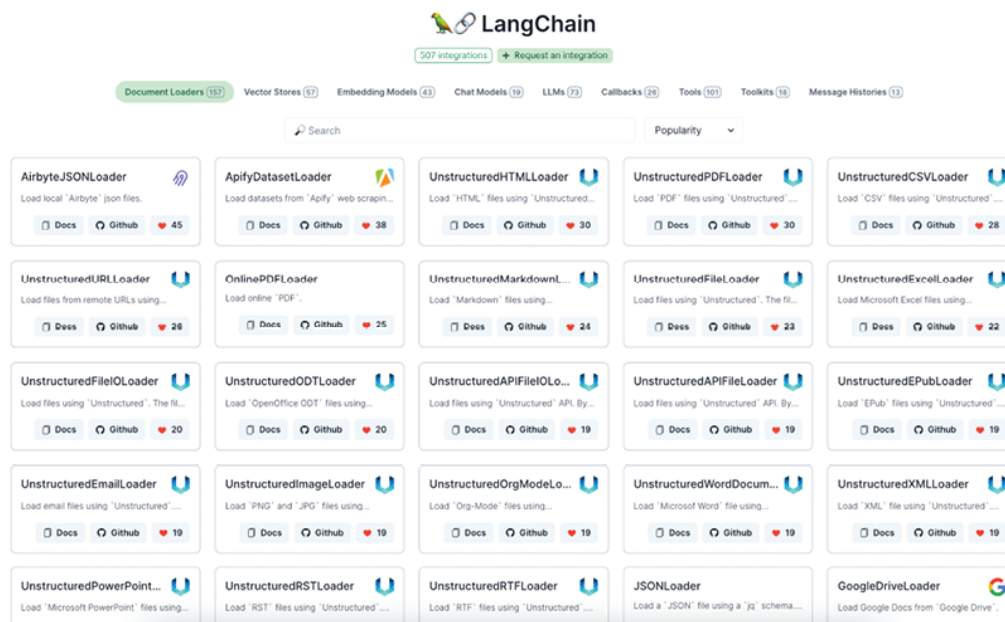 LangChain
507 integrations + Request an integration
Document Loaders 157 Vector Stores 57 Embedding Models 43 Chat Models 19 LLMs 73 Callbacks 26 Tools 101 Toolkits 18 Message Histories 13
Search Popularity
AirbyteJSONLoader ApifyDatasetLoader UnstructuredHTMLLoader UnstructuredPDFLoader UnstructuredCSVLoader
Load local `Airbyte` json files. Load datasets from `Apify` web scrapin... Load `HTML` files using `Unstructured... Load `PDF` files using `Unstructured`.... Load `CSV` files using `Unstructured`....
Docs Github 45 Docs Github 38 Docs Github 30 Docs Github 30 Docs Github 28
UnstructuredURLLoader OnlinePDFLoader UnstructuredMarkdownL... UnstructuredFileLoader UnstructuredExcelLoader
Load files from remote URLs using... Load online `PDF`. Load `Markdown` files using... Load files using `Unstructured`. The fil... Load Microsoft Excel files using...
Docs Github 26 Docs Github 25 Docs Github 24 Docs Github 23 Docs Github 22
UnstructuredFileIOLoader UnstructuredODTLoader UnstructuredAPIFileIOLo... UnstructuredAPIFileLoader UnstructuredEPubLoader
Load files using `Unstructured`. The fil... Load `OpenOffice ODT` files using... Load files using `Unstructured` API. By... Load files using `Unstructured` API. By... Load `EPub` files using `Unstructured`....
Docs Github 20 Docs Github 20 Docs Github 19 Docs Github 19 Docs Github 19
UnstructuredEmailLoader UnstructuredImageLoader UnstructuredOrgModeLo... UnstructuredWordDocum... UnstructuredXMLLoader
Load email files using `Unstructured`.... Load `PNG` and `JPG` files using... Load `Org-Mode` files using... Load `Microsof Word` file using... Load `XML` file using `Unstructured`....
Docs Github 19 Docs Github 19 Docs Github 19 Docs Github 19 Docs Github 19
UnstructuredPowerPoint... UnstructuredRSTLoader UnstructuredRTFLoader JSONLoader GoogleDriveLoader
Load `Microsoft PowerPoint` files using... Load `RST` files using `Unstructured`.... Load `RTF` files using `Unstructured`.... Load a `JSON` file using a `jq` schema.... Load Google Docs from `Google Drive`.